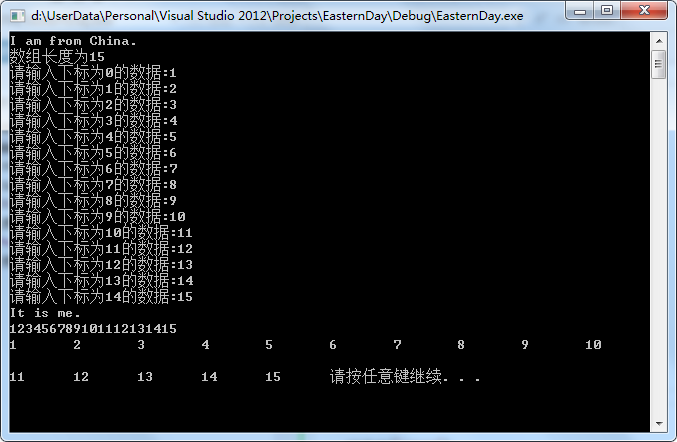 d:\UserData\Personal\Visual Studio 2012\Projects\EasternDay\Debug\EasternDay.exe
I am from China.
数组长度为15
请输入下标为0的数据:1
请输入下标为1的数据:2
请输入下标为2的数据:3
请输入下标为3的数据:4
请输入下标为4的数据:5
请输入下标为5的数据:6
请输入下标为6的数据:7
请输入下标为7的数据:8
请输入下标为8的数据:9
请输入下标为9的数据:10
请输入下标为10的数据:11
请输入下标为11的数据:12
请输入下标为12的数据:13
请输入下标为13的数据:14
请输入下标为14的数据:15
It is me.
123456789101112131415
1 2 3 4 5 6 7 8 9 10
11 12 13 14 15 请按任意键继续. . .